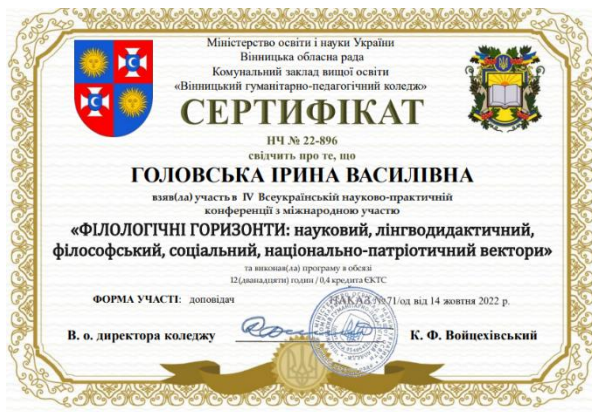 Міністерство освіти і науки України
Вінницька обласна рада
Комунальний заклад вищої освіти
«Вінницький гуманітарно-педагогічний коледж»
СЕРТИФІКАТ
НЧ № 22-896
свідчить про те, що
ГОЛОВСЬКА ІРИНА ВАСИЛІВНА
взяв(ла) участь в IV Всеукраїнській науково-практичній
конференції з міжнародною участю
«ФІЛОЛОГІЧНІ ГОРИЗОНТИ: науковий, лінгводидактичний,
філософський, соціальний, національно-патріотичний вектори»
та виконав(ла) програму в обсязі
12(дванадцяти) годин / 0,4 кредита ЄКТС
ФОРМА УЧАСТІ: доповідач НАКАЗ №71/од від 14 жовтня 2022 р.
В. о. директора коледжу К. Ф. Войцехівський